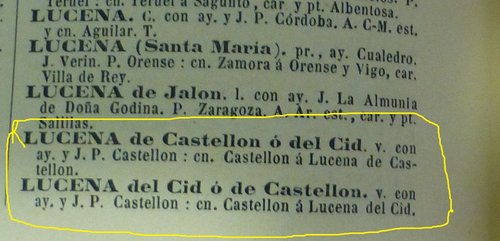 Teruel : cn. Teruel á Sagunto, car y pt. Albentosa.
LUCENA. C. con ay. y J. P. Córdoba. A. C-M. est.
y cn. Aguilar. T.
LUCENA (Santa María). pr., ay. Cualedro.
J. Verin. P. Orense : cn. Zamora á Orense y Vigo, car.
Villa de Rey.
LUCENA de Jalon. l. con ay. J. La Almunia
de Doña Godina. P. Zaragoza. A. Ar. est., car. y pt.
Salillas.
LUCENA de Castellon ó del Cid. v. con
ay. y J. P. Castellon : cn. Castellon á Lucena de Cas-
tellon.
LUCENA del Cid ó de Castellon. v. con
ay. y J. P. Castellon : cn. Castellon á Lucena del Cid.